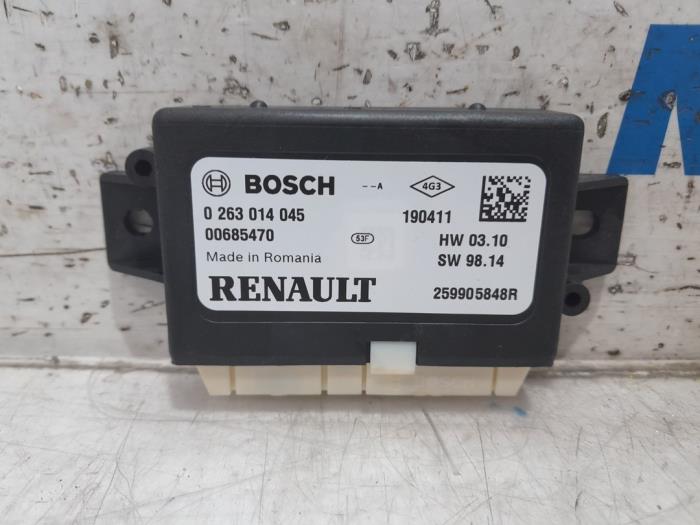 BOSCH --A 4G3
0 263 014 045 190411
00685470 53F HW 03.10
Made in Romania SW 98.14
RENAULT 259905848R